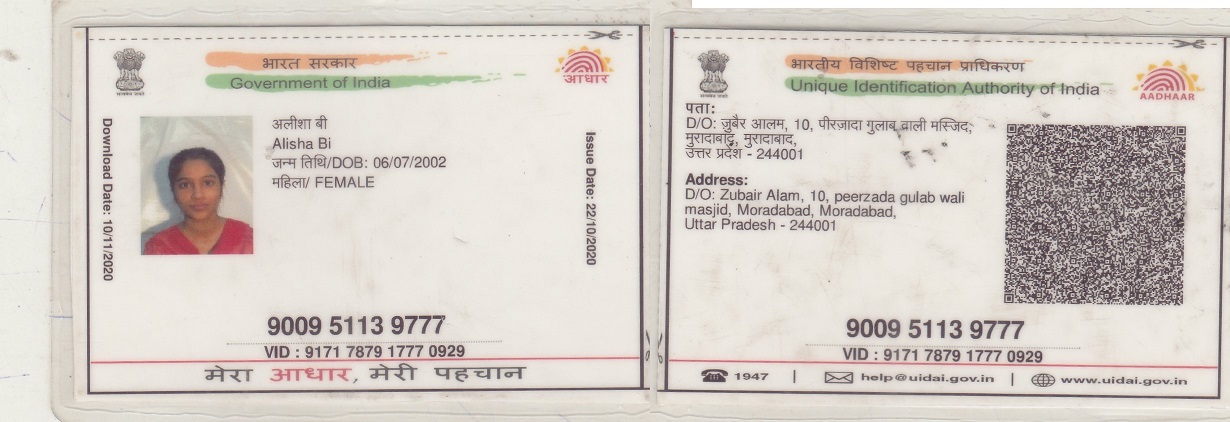 भारत सरकार
Government of India
आधार
Download Date: 10/11/2020
अलीशा बी
Alisha Bi
जन्म तिथि/DOB: 06/07/2002
महिला/ FEMALE
Issue Date: 22/10/2020
9009 5113 9777
VID : 9171 7879 1777 0929
मेरा आधार, मेरी पहचान
भारतीय विशिष्ट पहचान प्राधिकरण
Unique Identification Authority of India
AADHAAR
पता:
D/O: ज़ुबैर आलम, 10, पीरज़ादा गुलाब वाली मस्जिद,
मुरादाबाद, मुरादाबाद,
उत्तर प्रदेश - 244001
Address:
D/O: Zubair Alam, 10, peerzada gulab wali
masjid, Moradabad, Moradabad,
Uttar Pradesh - 244001
9009 5113 9777
VID : 9171 7879 1777 0929
1947 | help@uidai.gov.in | www.uidai.gov.in